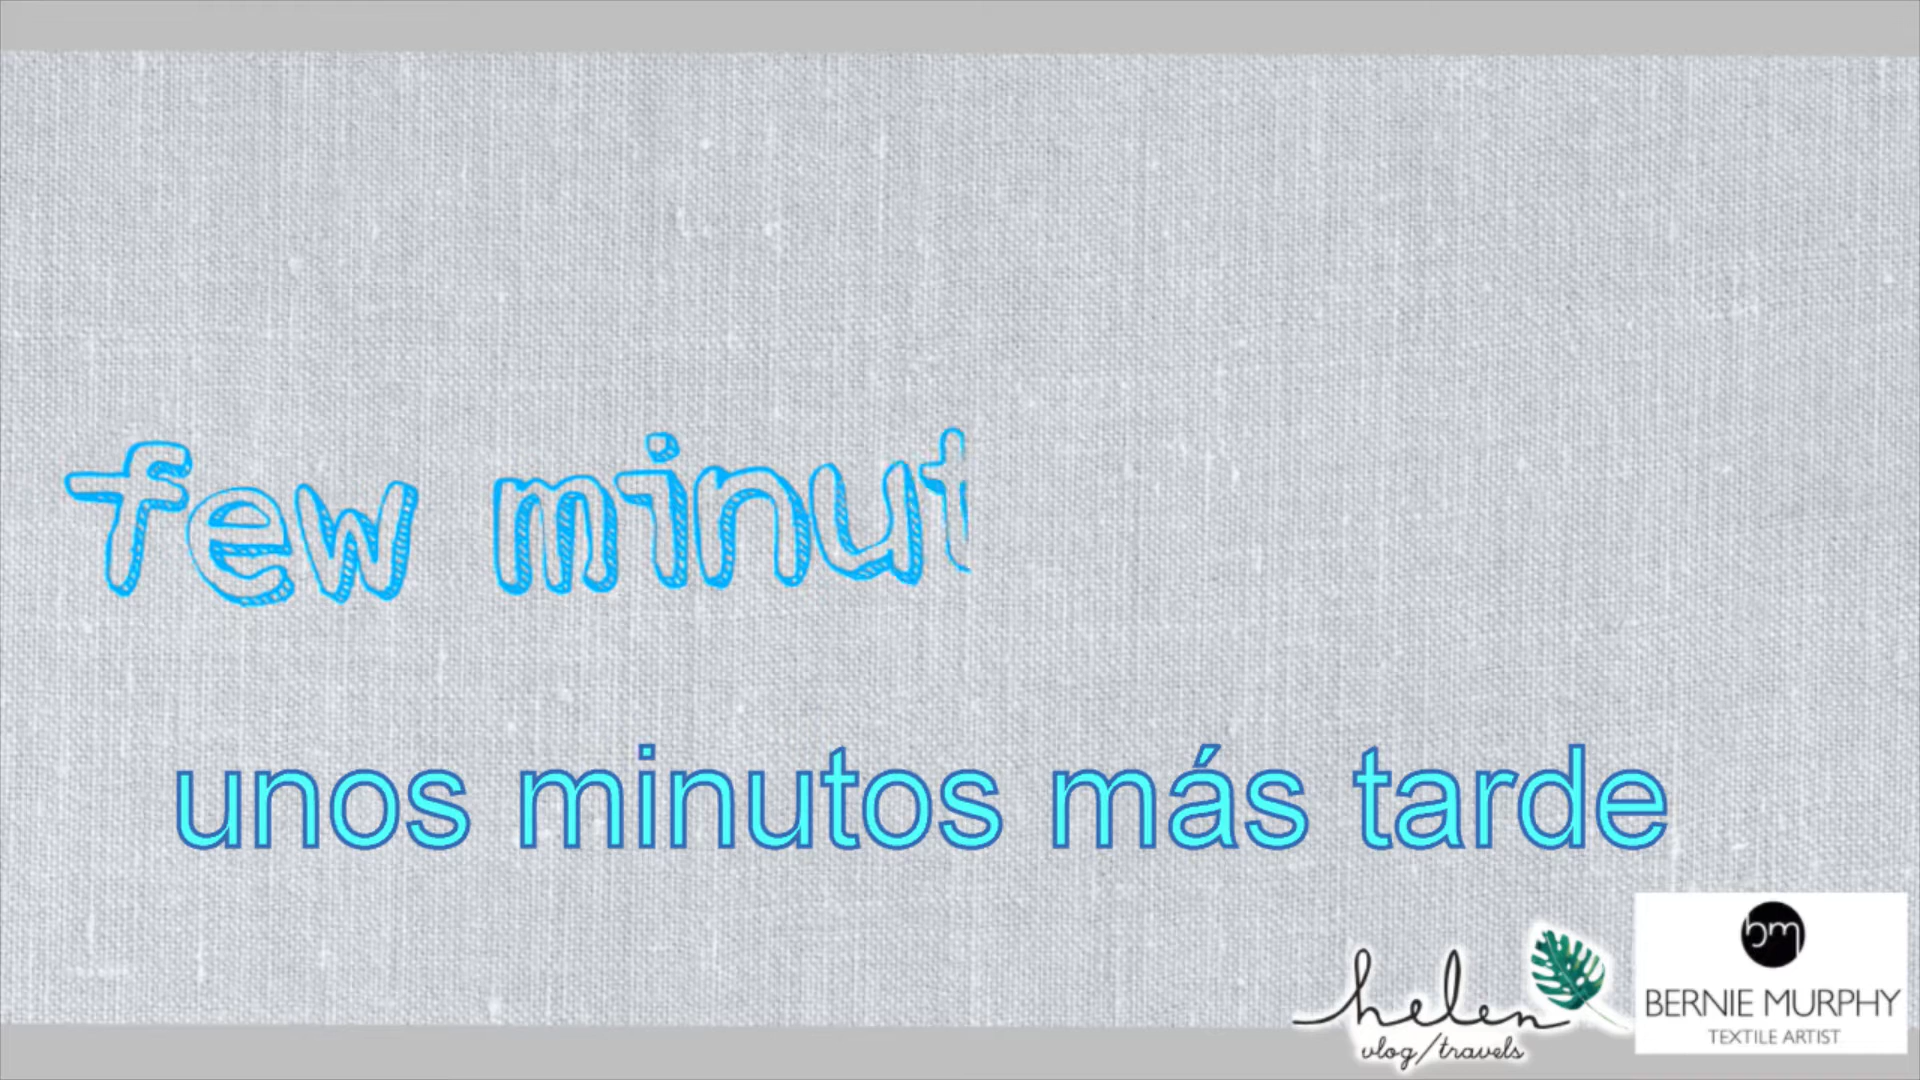 few minut
unos minutos más tarde
helen
vlog/travels
bm
BERNIE MURPHY
TEXTILE ARTIST